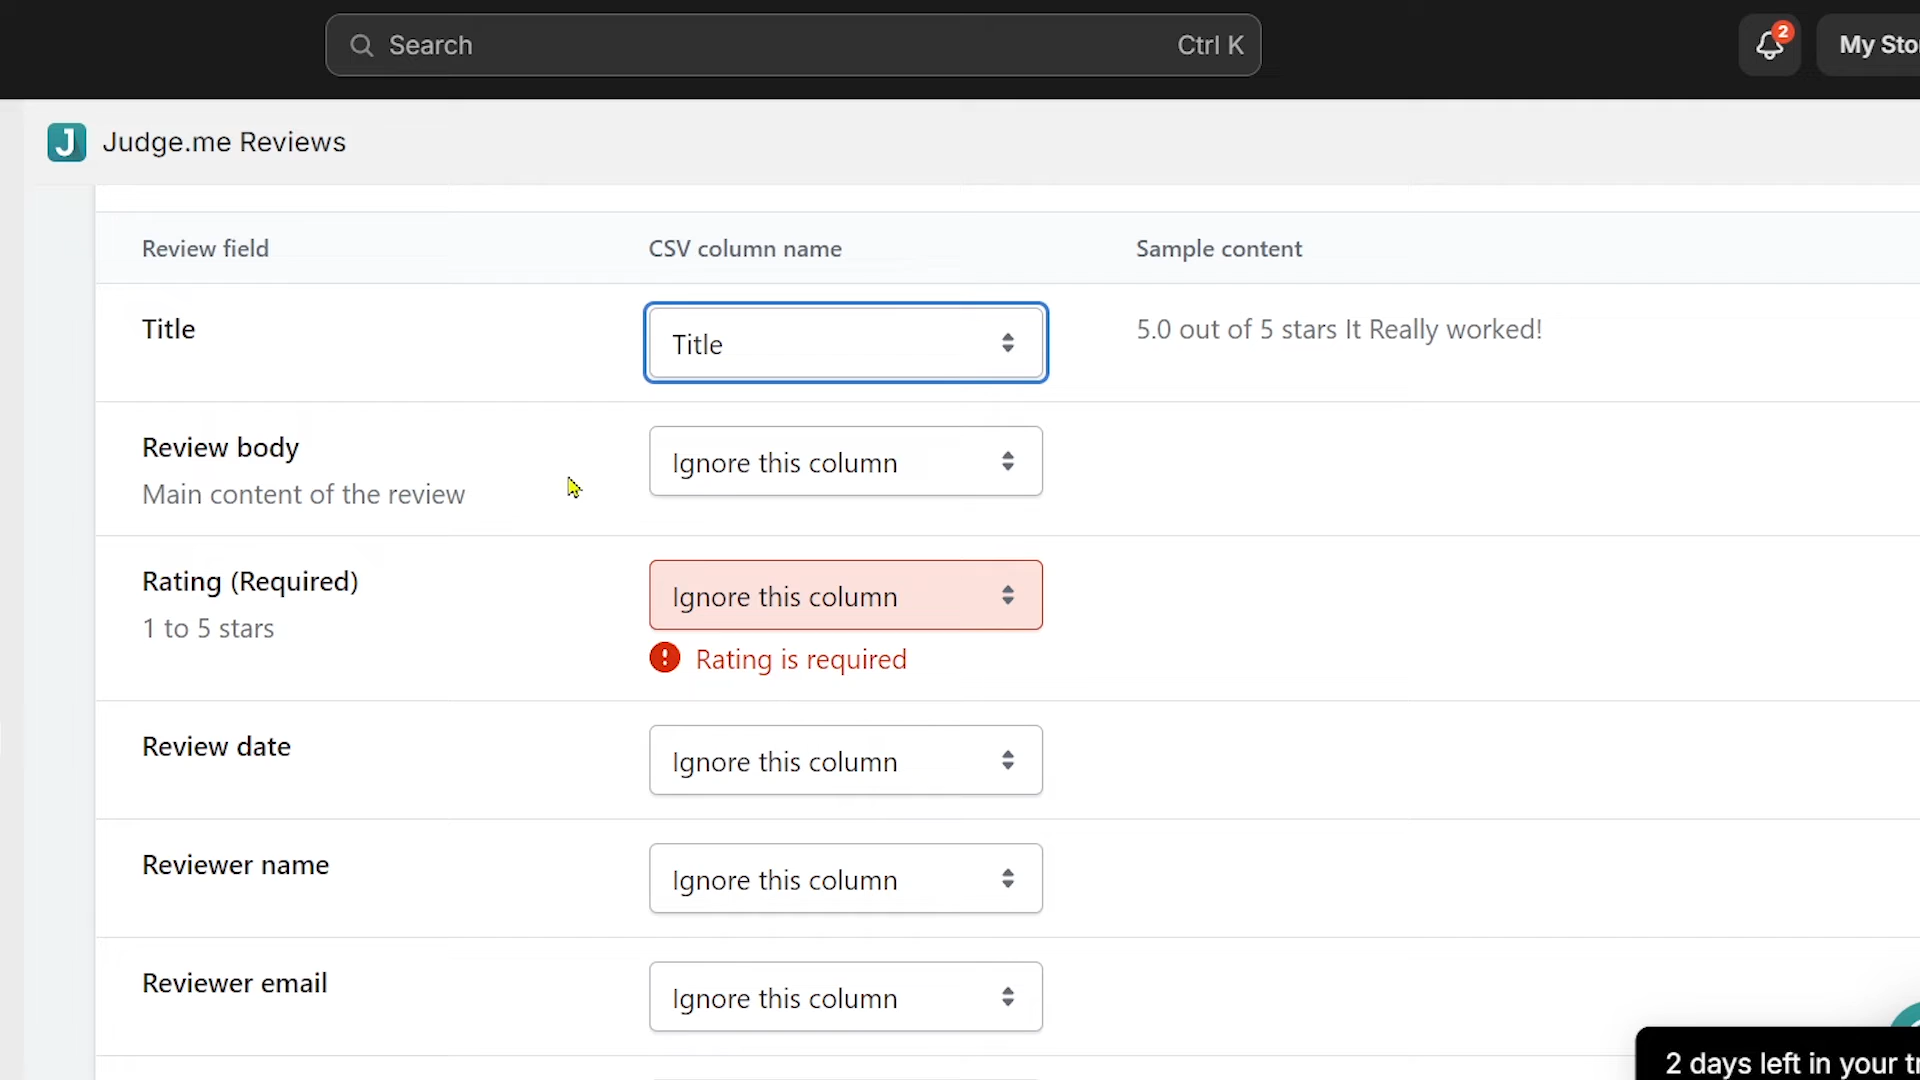 Search Ctrl K
2
My Sto
J Judge.me Reviews
Review field CSV column name Sample content
Title Title 5.0 out of 5 stars It Really worked!
Review body Ignore this column
Main content of the review
Rating (Required) Ignore this column
1 to 5 stars ! Rating is required
Review date Ignore this column
Reviewer name Ignore this column
Reviewer email Ignore this column
2 days left in your tr